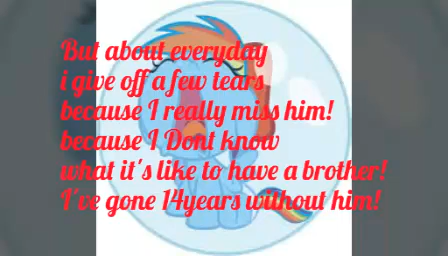 But about everyday
i give off a few tears
because I really miss him!
because I Dont know
what it's like to have a brother!
I've gone 14years without him!